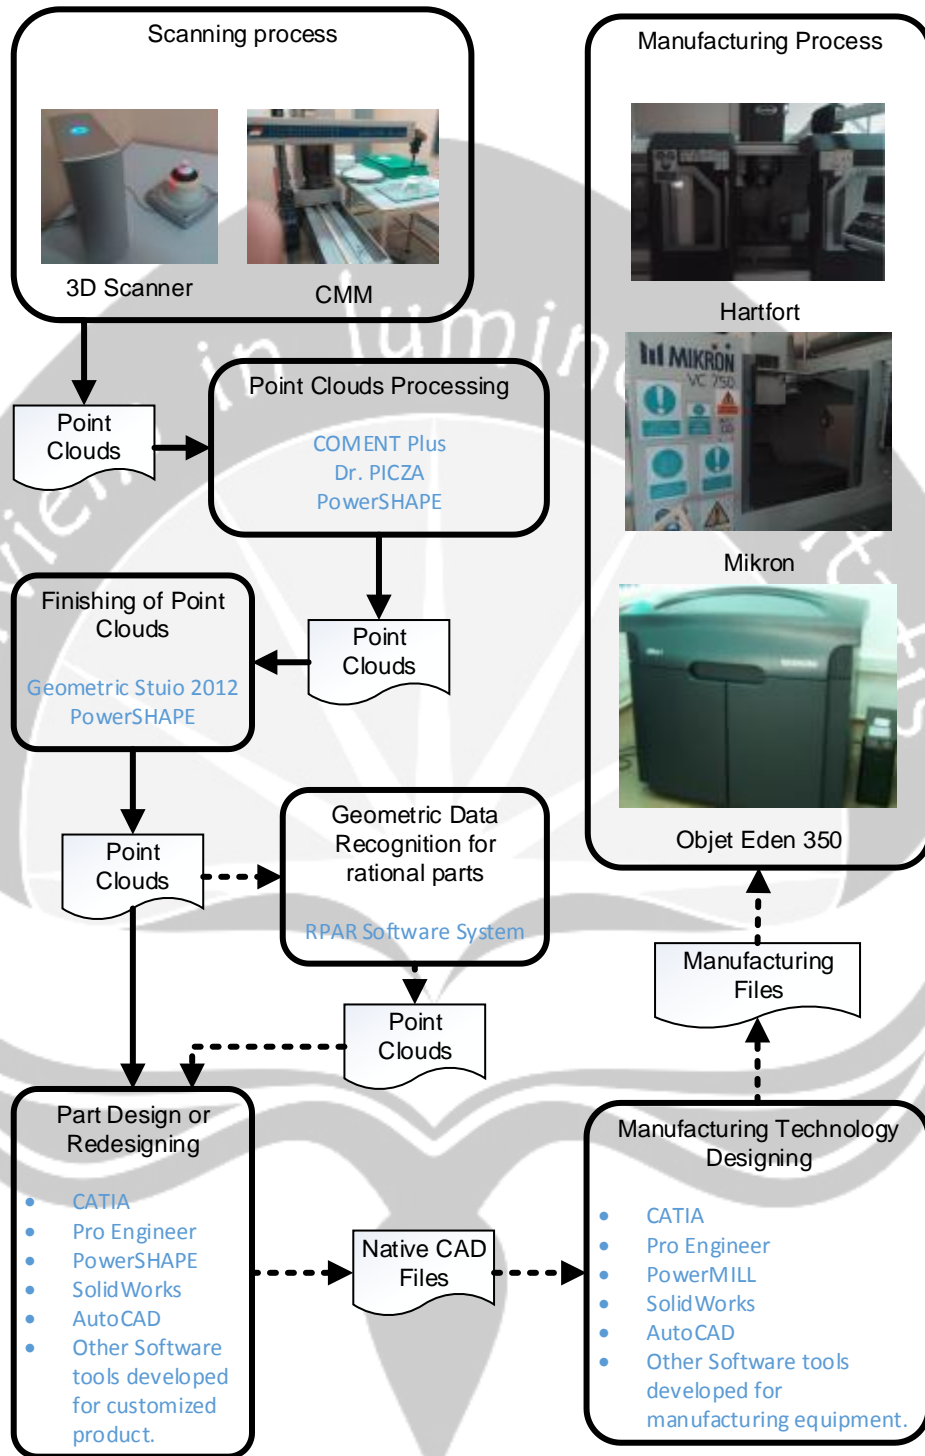 Scanning process
3D Scanner
CMM
Point
Clouds
Point Clouds Processing
COMENT Plus
Dr. PICZA
PowerSHAPE
Point
Clouds
Finishing of Point
Clouds
Geometric Stuio 2012
PowerSHAPE
Point
Clouds
Geometric Data
Recognition for
rational parts
RPAR Software System
Point
Clouds
Part Design or
Redesigning
• CATIA
• Pro Engineer
• PowerSHAPE
• SolidWorks
• AutoCAD
• Other Software
tools developed
for customized
product.
Native CAD
Files
Manufacturing Technology
Designing
• CATIA
• Pro Engineer
• PowerMILL
• SolidWorks
• AutoCAD
• Other Software tools
developed for
manufacturing equipment.
Manufacturing
Files
Manufacturing Process
Hartfort
MIKRON
VC 750
Mikron
Objet Eden 350
in lumine